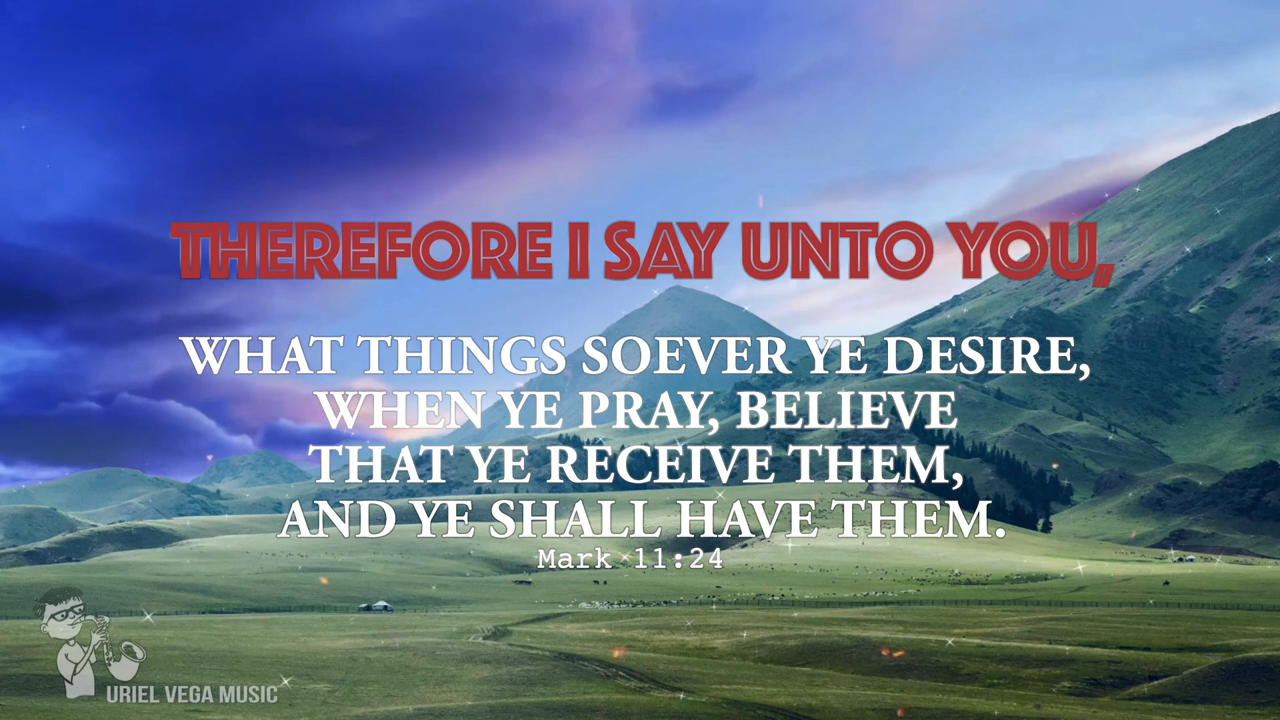 THEREFORE I SAY UNTO YOU,
WHAT THINGS SOEVER YE DESIRE,
WHEN YE PRAY, BELIEVE
THAT YE RECEIVE THEM,
AND YE SHALL HAVE THEM.
Mark 11:24
URIEL VEGA MUSIC